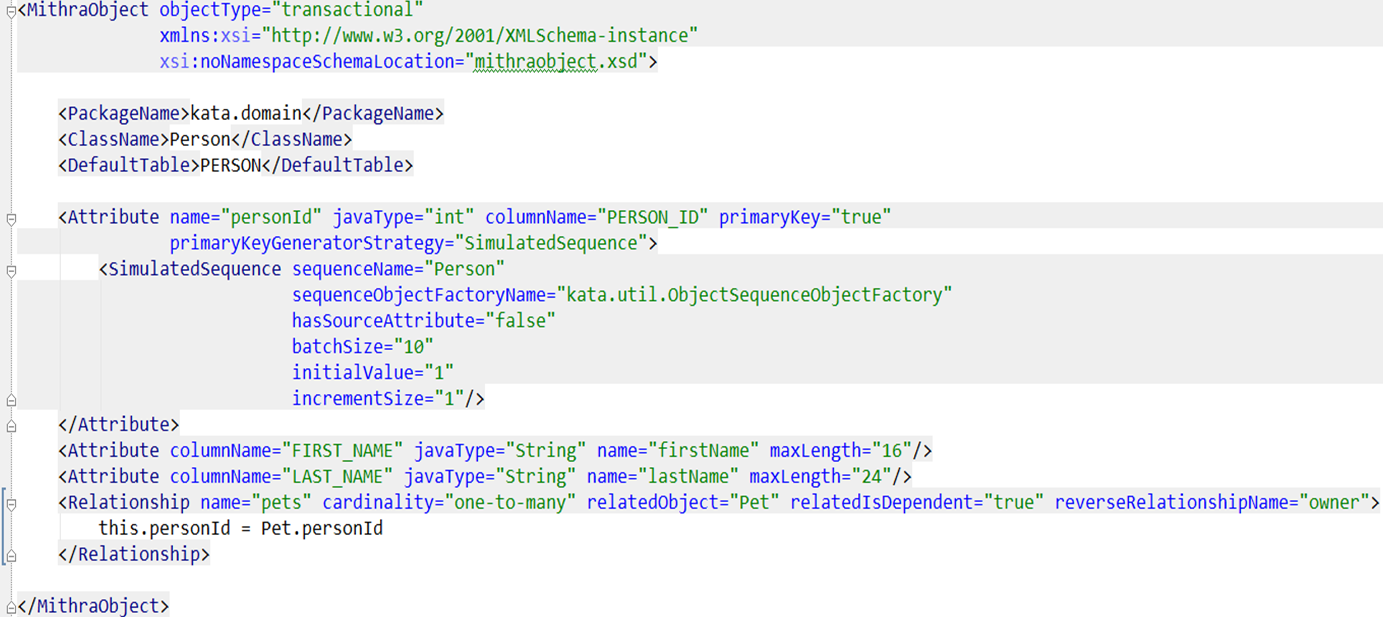 <MithraObject objectType="transactional"
xmlns:xsi="http://www.w3.org/2001/XMLSchema-instance"
xsi:noNamespaceSchemaLocation="mithraobject.xsd">
<PackageName>kata.domain</PackageName>
<ClassName>Person</ClassName>
<DefaultTable>PERSON</DefaultTable>
<Attribute name="personId" javaType="int" columnName="PERSON_ID" primaryKey="true"
primaryKeyGeneratorStrategy="SimulatedSequence">
<SimulatedSequence sequenceName="Person"
sequenceObjectFactoryName="kata.util.ObjectSequenceObjectFactory"
hasSourceAttribute="false"
batchSize="10"
initialValue="1"
incrementSize="1"/>
</Attribute>
<Attribute columnName="FIRST_NAME" javaType="String" name="firstName" maxLength="16"/>
<Attribute columnName="LAST_NAME" javaType="String" name="lastName" maxLength="24"/>
<Relationship name="pets" cardinality="one-to-many" relatedObject="Pet" relatedIsDependent="true" reverseRelationshipName="owner">
this.personId = Pet.personId
</Relationship>
</MithraObject>